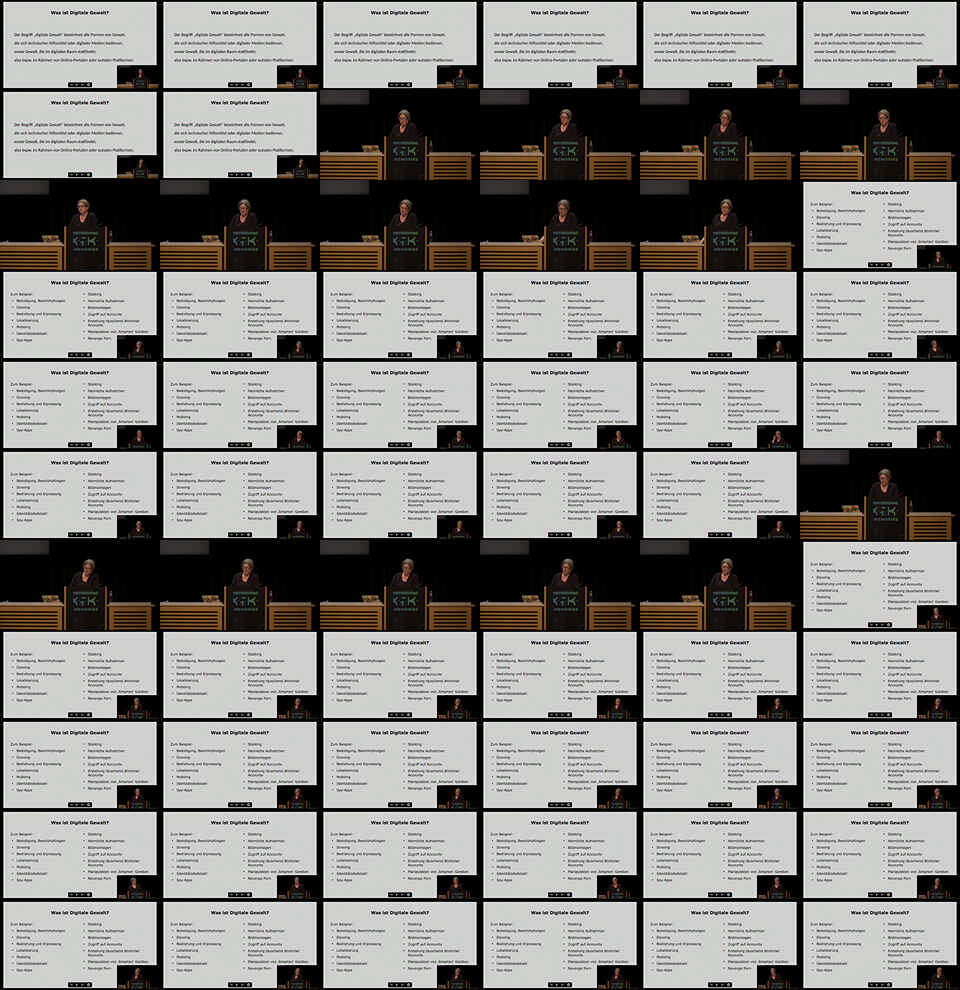 Was ist Digitale Gewalt?
Der Begriff „digitale Gewalt" bezeichnet alle Formen von Gewalt,
die sich technischer Hilfsmittel oder digitaler Medien bedienen,
sowie Gewalt, die im digitalen Raum stattfindet,
also bspw. im Rahmen von Online-Portalen oder sozialen Plattformen.
Was ist Digitale Gewalt?
Zum Beispiel:
Beleidigung, Beschimpfungen
Doxxing
Bedrohung und Erpressung
Lokalisierung
Mobbing
Identitätsdiebstahl
Spy-Apps
Stalking
Heimliche Aufnahmen
Bildmontagen
Zugriff auf Accounts
Erstellung täuschend ähnlicher
Accounts
Manipulation von „Smarten" Geräten
Revenge Porn